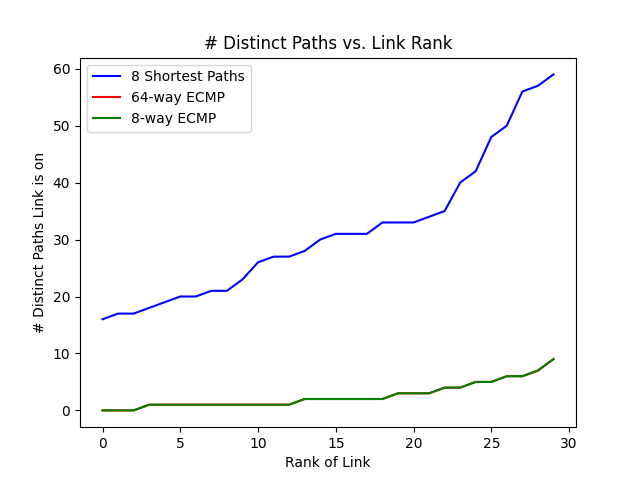 # Distinct Paths vs. Link Rank
8 Shortest Paths
64-way ECMP
8-way ECMP
# Distinct Paths Link is on
60
50
40
30
20
10
0
0 5 10 15 20 25 30
Rank of Link